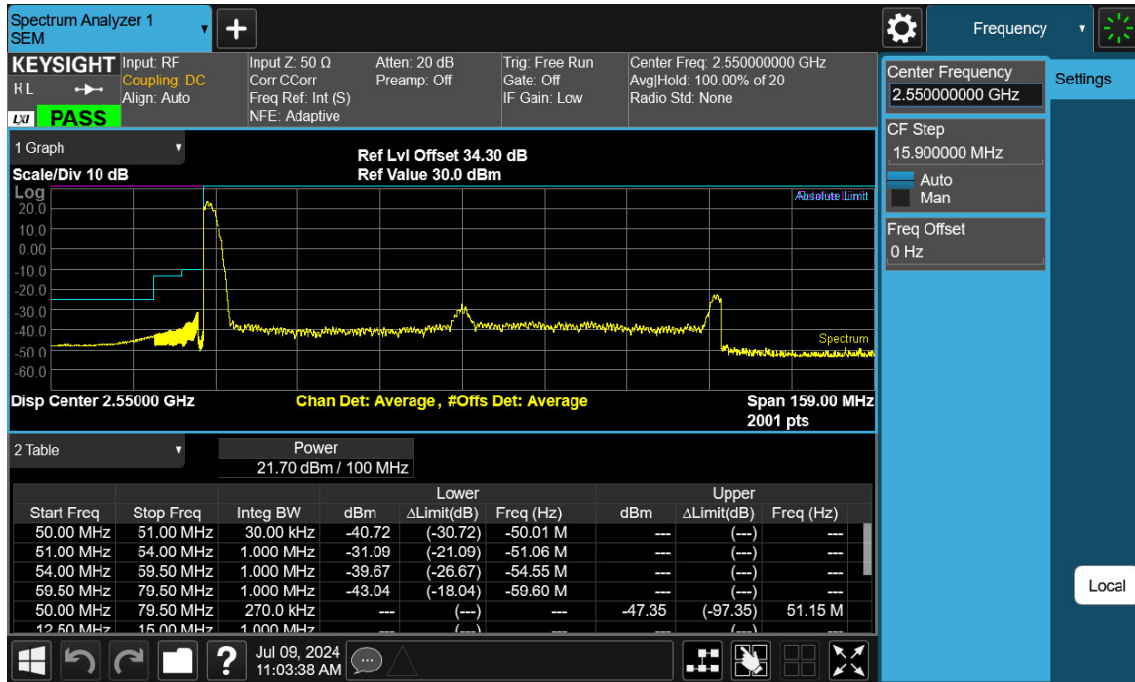 Spectrum Analyzer 1
SEM
Frequency
KEYSIGHT
RL
LXI PASS
Input: RF
Coupling: DC
Align: Auto
Input Z: 50 Ω
Corr CCorr
Freq Ref: Int (S)
NFE: Adaptive
Atten: 20 dB
Preamp: Off
Trig: Free Run
Gate: Off
IF Gain: Low
Center Freq: 2.550000000 GHz
Avg|Hold: 100.00% of 20
Radio Std: None
Center Frequency
2.550000000 GHz
Settings
CF Step
15.900000 MHz
Auto
Man
Freq Offset
0 Hz
Local
1 Graph
Scale/Div 10 dB
Ref Lvl Offset 34.30 dB
Ref Value 30.0 dBm
Log
Absolute Limit
20.0
10.0
0.00
-10.0
-20.0
-30.0
-40.0
-50.0
-60.0
Spectrum
Disp Center 2.55000 GHz
Chan Det: Average , #Offs Det: Average
Span 159.00 MHz
2001 pts
2 Table
Power
21.70 dBm / 100 MHz
Lower Upper
Start Freq Stop Freq Integ BW dBm ΔLimit(dB) Freq (Hz) dBm ΔLimit(dB) Freq (Hz)
50.00 MHz 51.00 MHz 30.00 kHz -40.72 (-30.72) -50.01 M --- (---) ---
51.00 MHz 54.00 MHz 1.000 MHz -31.09 (-21.09) -51.06 M --- (---) ---
54.00 MHz 59.50 MHz 1.000 MHz -39.67 (-26.67) -54.55 M --- (---) ---
59.50 MHz 79.50 MHz 1.000 MHz -43.04 (-18.04) -59.60 M --- (---) ---
50.00 MHz 79.50 MHz 270.0 kHz --- (---) --- -47.35 (-97.35) 51.15 M
12.50 MHz 15.00 MHz 1.000 MHz --- (---) --- --- (---) ---
Jul 09, 2024
11:03:38 AM